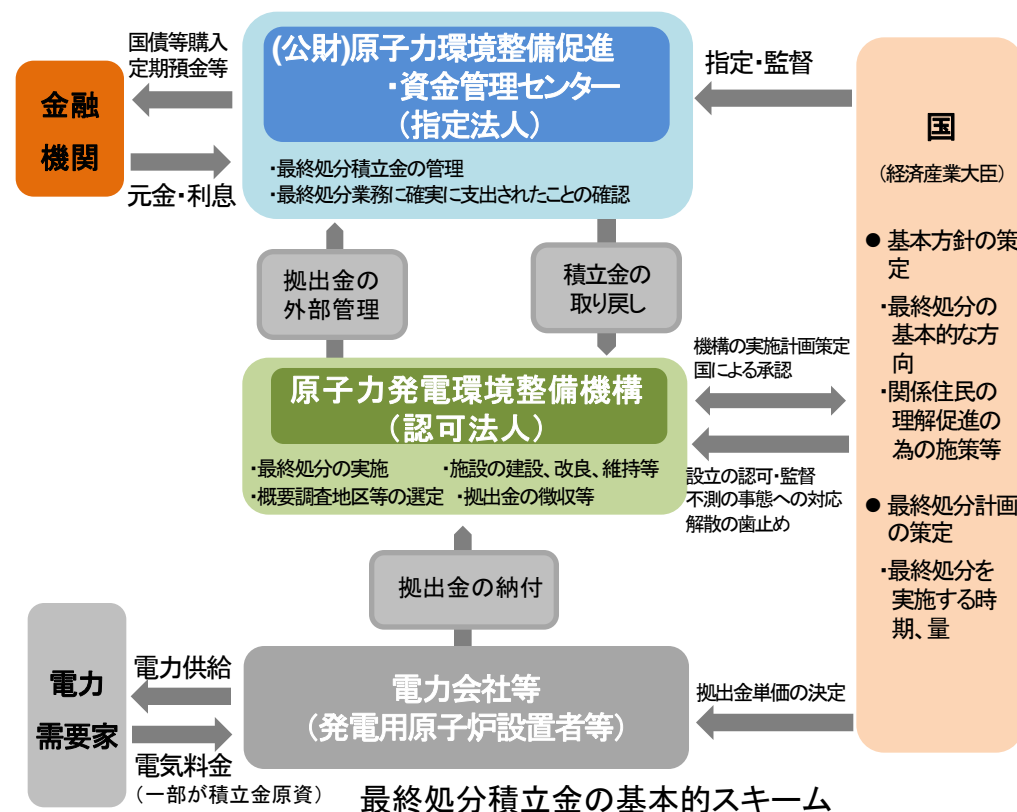 国債等購入
定期預金等
金融
機関
元金・利息
(公財)原子力環境整備促進
・資金管理センター
(指定法人)
・最終処分積立金の管理
・最終処分業務に確実に支出されたことの確認
指定・監督
国
(経済産業大臣)
● 基本方針の策
定
・最終処分の
基本的な方
向
・関係住民の
理解促進の
為の施策等
● 最終処分計画
の策定
・最終処分を
実施する時
期、量
拠出金の
外部管理
積立金の
取り戻し
機構の実施計画策定
国による承認
原子力発電環境整備機構
(認可法人)
・最終処分の実施 ・施設の建設、改良、維持等
・概要調査地区等の選定 ・拠出金の徴収等
設立の認可・監督
不測の事態への対応
解散の歯止め
拠出金の納付
電力
需要家
電力供給
電気料金
(一部が積立金原資)
電力会社等
(発電用原子炉設置者等)
拠出金単価の決定
最終処分積立金の基本的スキーム